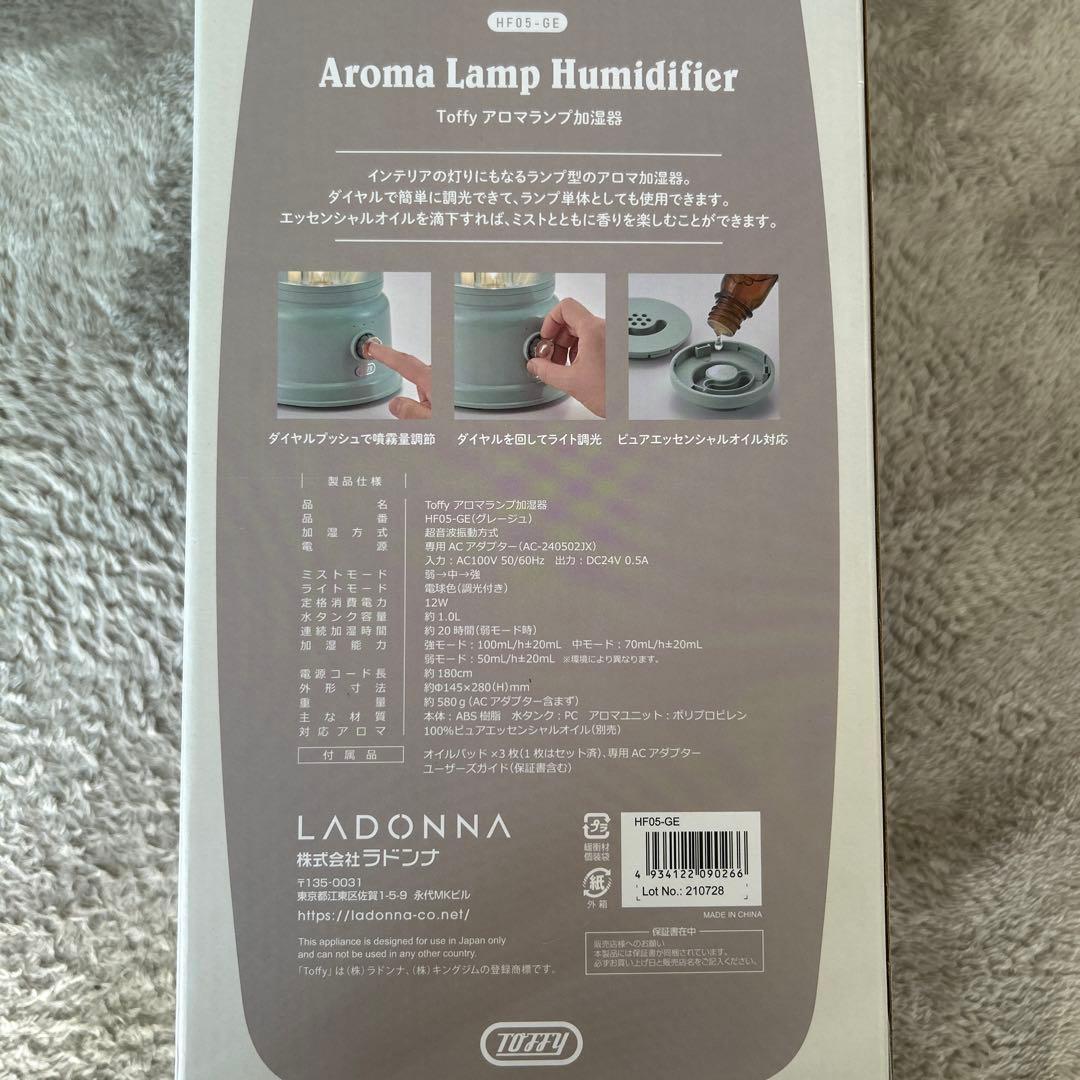 HF05-GE
Aroma Lamp Humidifier
Toffy アロマランプ加湿器
インテリアの灯りにもなるランプ型のアロマ加湿器。
ダイヤルで簡単に調光できて、ランプ単体としても使用できます。
エッセンシャルオイルを滴下すれば、ミストとともに香りを楽しむことができます。
ダイヤルプッシュで噴霧量調節 ダイヤルを回してライト調光 ピュアエッセンシャルオイル対応
製品仕様
品名 Toffy アロマランプ加湿器
品番 HF05-GE(グレージュ)
加湿方式 超音波振動方式
電源 専用ACアダプター(AC-240502JX)
入力：AC100V 50/60Hz 出力：DC24V 0.5A
ミストモード 弱→中→強
ライトモード 電球色(調光付き)
定格消費電力 12W
水タンク容量 約1.0L
連続加湿時間 約20時間(弱モード時)
加湿能力 強モード：100mL/h±20mL 中モード：70mL/h±20mL
弱モード：50mL/h±20mL ※環境により異なります。
電源コード長 約180cm
外形寸法 約Φ145×280(H)mm
重量 約580g(ACアダプター含まず)
主な材質 本体：ABS樹脂 水タンク：PC アロマユニット：ポリプロピレン
対応アロマ 100%ピュアエッセンシャルオイル(別売)
付属品 オイルパッド×3枚(1枚はセット済)、専用ACアダプター
ユーザーズガイド(保証書含む)
LADONNA
株式会社ラドンナ
〒135-0031
東京都江東区佐賀1-5-9 永代MKビル
https://ladonna-co.net/
This appliance is designed for use in Japan only
and can not be used in any other country.
「Toffy」は(株)ラドンナ、(株)キングジムの登録商標です。
プラ
緩衝材
個装袋
紙
外箱
HF05-GE
4 934122 090266
Lot No.: 210728
MADE IN CHINA
保証書在中
販売店様へのお願い
本製品には保証書が同梱されています。
必ずお買い上げ日と販売店名をご記入ください。
TOFFY